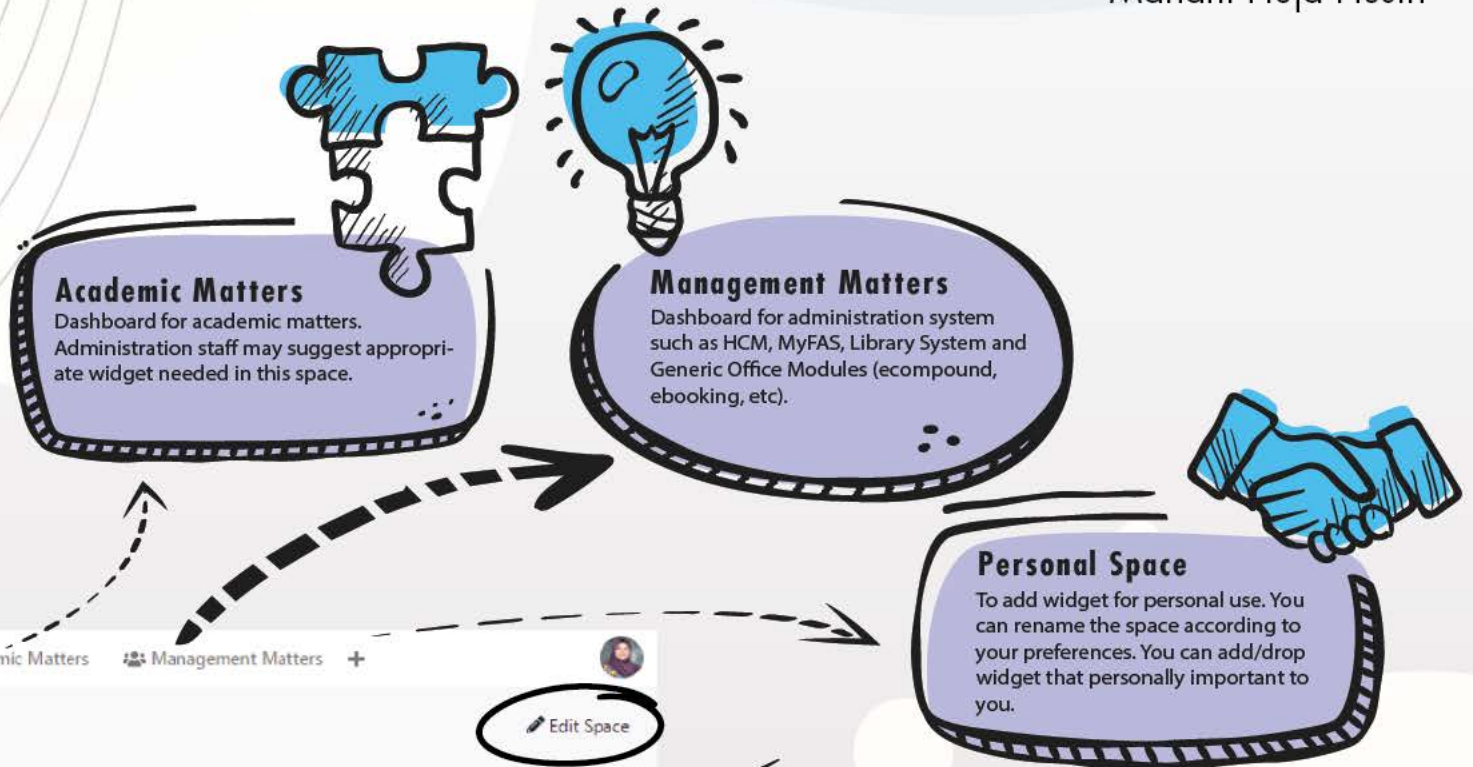 Academic Matters
Dashboard for academic matters.
Administration staff may suggest appropri-
ate widget needed in this space.
Management Matters
Dashboard for administration system
such as HCM, MyFAS, Library System and
Generic Office Modules (ecompound,
ebooking, etc).
Personal Space
To add widget for personal use. You
can rename the space according to
your preferences. You can add/drop
widget that personally important to
you.
Matters Management Matters +
Edit Space